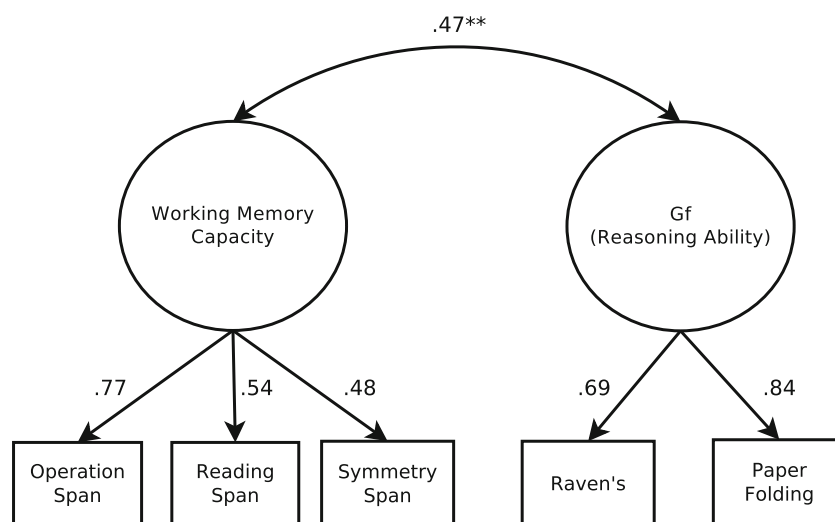 .47**
Working Memory
Capacity
Gf
(Reasoning Ability)
.77
.54
.48
.69
.84
Operation
Span
Reading
Span
Symmetry
Span
Raven's
Paper
Folding